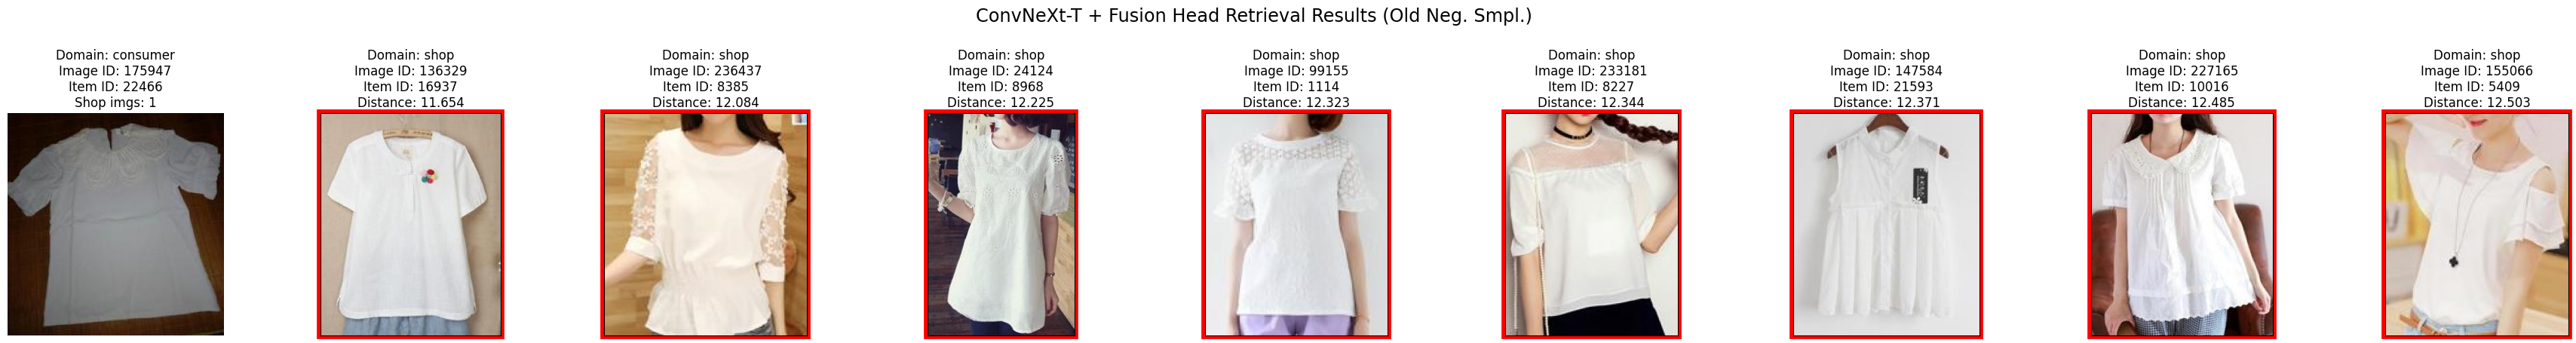 ConvNeXt-T + Fusion Head Retrieval Results (Old Neg. Smpl.)
Domain: consumer
Image ID: 175947
Item ID: 22466
Shop imgs: 1
Domain: shop
Image ID: 136329
Item ID: 16937
Distance: 11.654
Domain: shop
Image ID: 236437
Item ID: 8385
Distance: 12.084
Domain: shop
Image ID: 24124
Item ID: 8968
Distance: 12.225
Domain: shop
Image ID: 99155
Item ID: 1114
Distance: 12.323
Domain: shop
Image ID: 233181
Item ID: 8227
Distance: 12.344
Domain: shop
Image ID: 147584
Item ID: 21593
Distance: 12.371
Domain: shop
Image ID: 227165
Item ID: 10016
Distance: 12.485
Domain: shop
Image ID: 155066
Item ID: 5409
Distance: 12.503